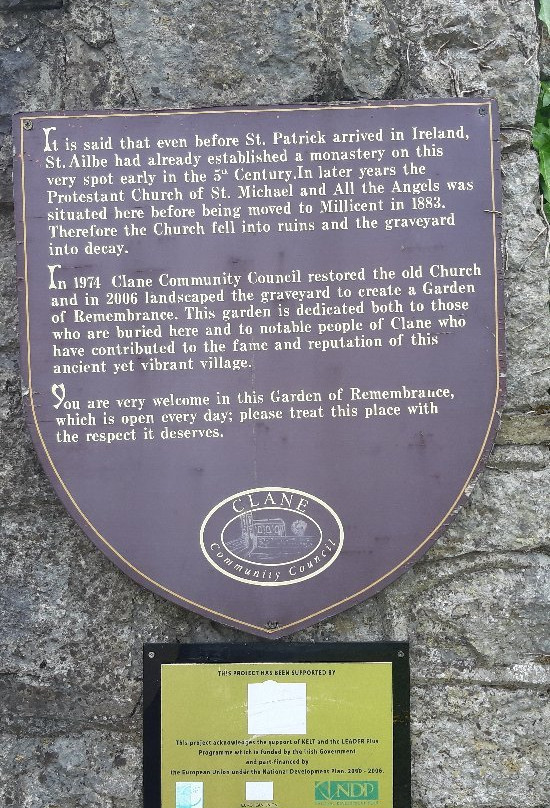 It is said that even before St. Patrick arrived in Ireland,
St. Ailbe had already established a monastery on this
very spot early in the 5th Century.In later years the
Protestant Church of St. Michael and All the Angels was
situated here before being moved to Millicent in 1883.
Therefore the Church fell into ruins and the graveyard
into decay.
In 1974 Clane Community Council restored the old Church
and in 2006 landscaped the graveyard to create a Garden
of Remembrance. This garden is dedicated both to those
who are buried here and to notable people of Clane who
have contributed to the fame and reputation of this
ancient yet vibrant village.
You are very welcome in this Garden of Remembrance,
which is open every day; please treat this place with
the respect it deserves.
CLANE
Community Council
THIS PROJECT HAS BEEN SUPPORTED BY
This project acknowledges the support of KELT and the LEADER Plus
Programme which is funded by the Irish Government
and part-financed by
the European Union under the National Development Plan, 2000 - 2006.
NDP